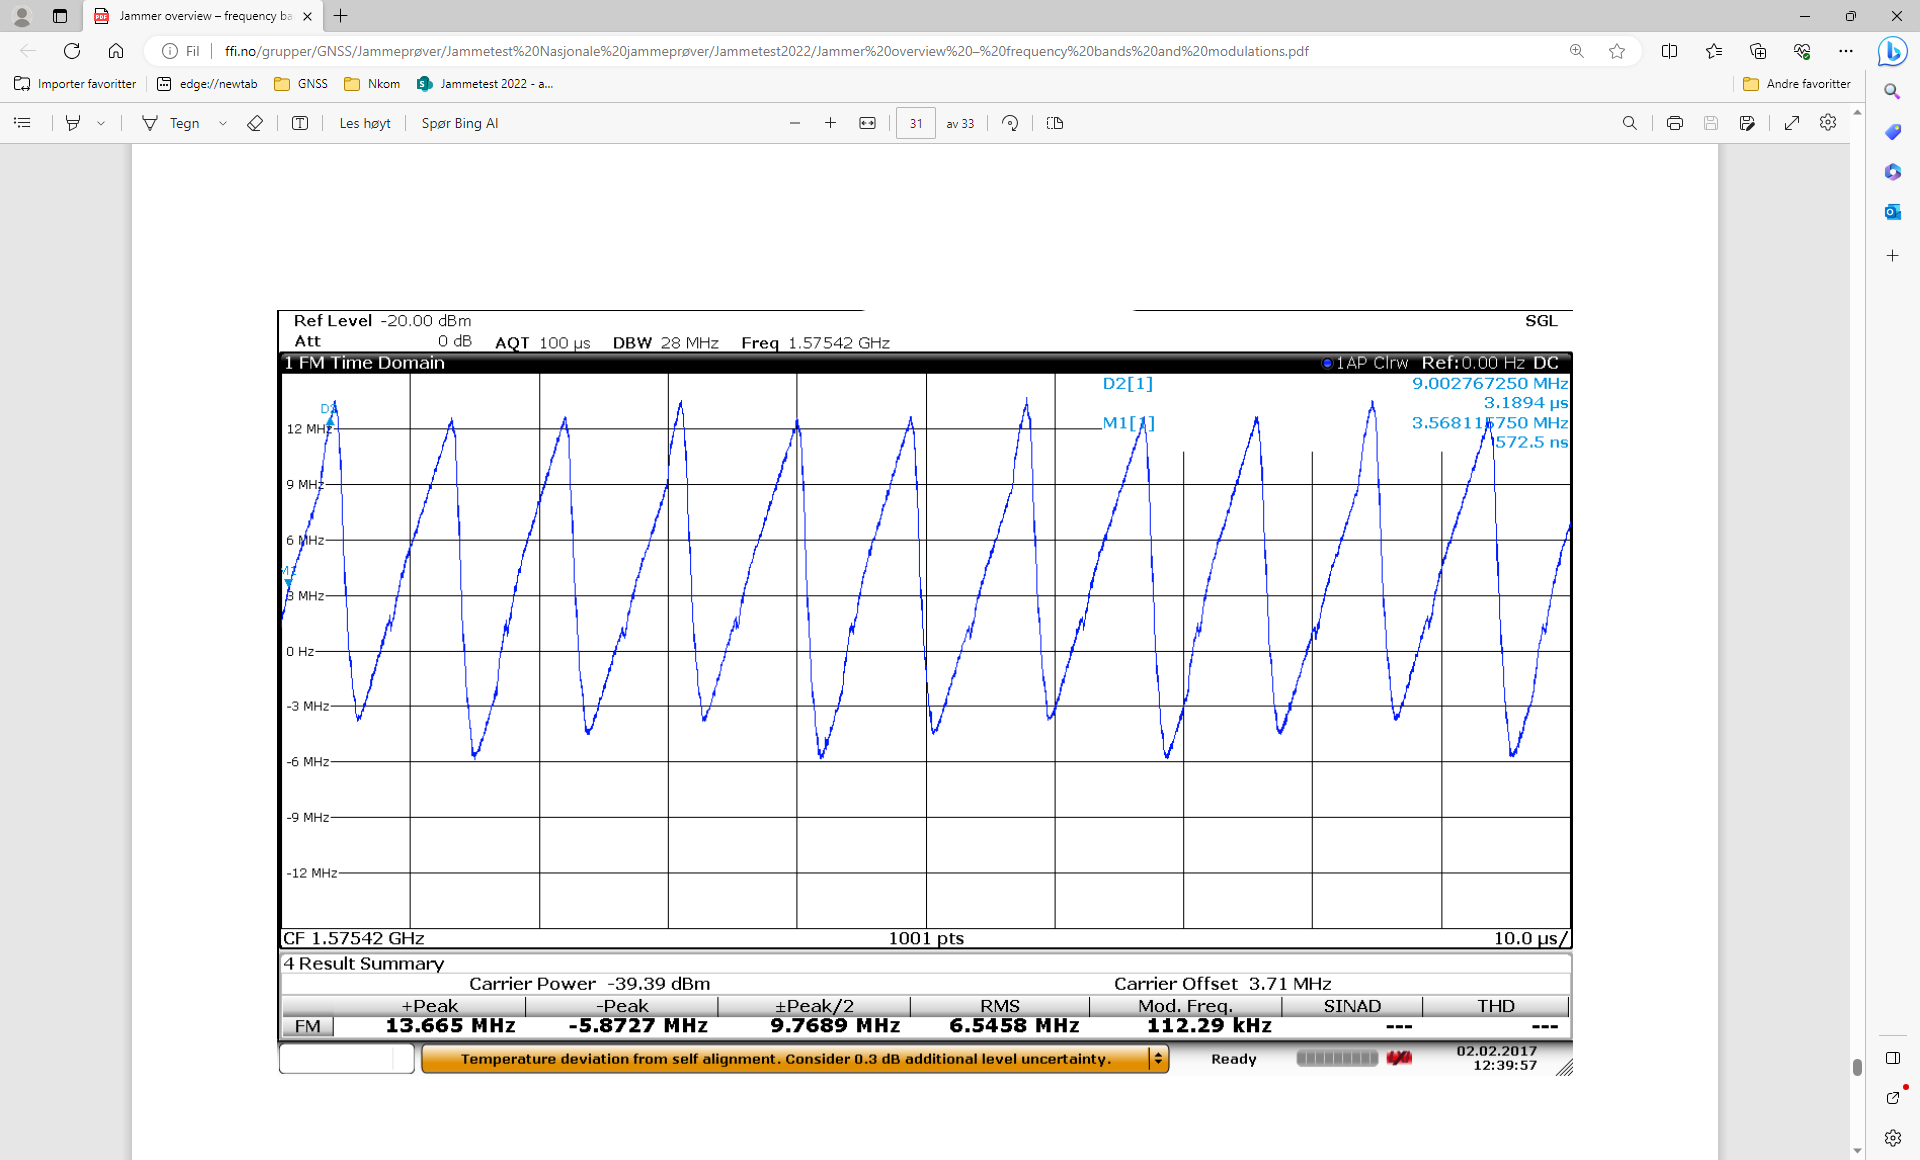 Jammer overview – frequency ba
Fil ffi.no/grupper/GNSS/Jammeprøver/Jammetest%20Nasjonale%20jammeprøver/Jammetest2022/Jammer%20overview%20–%20frequency%20bands%20and%20modulations.pdf
Importer favoritter edge://newtab GNSS Nkom Jammetest 2022 - a... Andre favoritter
Tegn Les høyt Spør Bing AI 31 av 33
Ref Level -20.00 dBm SGL
Att 0 dB AQT 100 µs DBW 28 MHz Freq 1.57542 GHz
1 FM Time Domain 1AP Clrw Ref:0.00 Hz DC
D2[1] 9.002767250 MHz
3.1894 µs
M1[1] 3.568115750 MHz
572.5 ns
D2
12 MHz
9 MHz
6 MHz
M1
3 MHz
0 Hz
-3 MHz
-6 MHz
-9 MHz
-12 MHz
CF 1.57542 GHz 1001 pts 10.0 µs/
4 Result Summary
Carrier Power -39.39 dBm Carrier Offset 3.71 MHz
+Peak -Peak ±Peak/2 RMS Mod. Freq. SINAD THD
FM 13.665 MHz -5.8727 MHz 9.7689 MHz 6.5458 MHz 112.29 kHz --- ---
Temperature deviation from self alignment. Consider 0.3 dB additional level uncertainty. Ready 02.02.2017
12:39:57